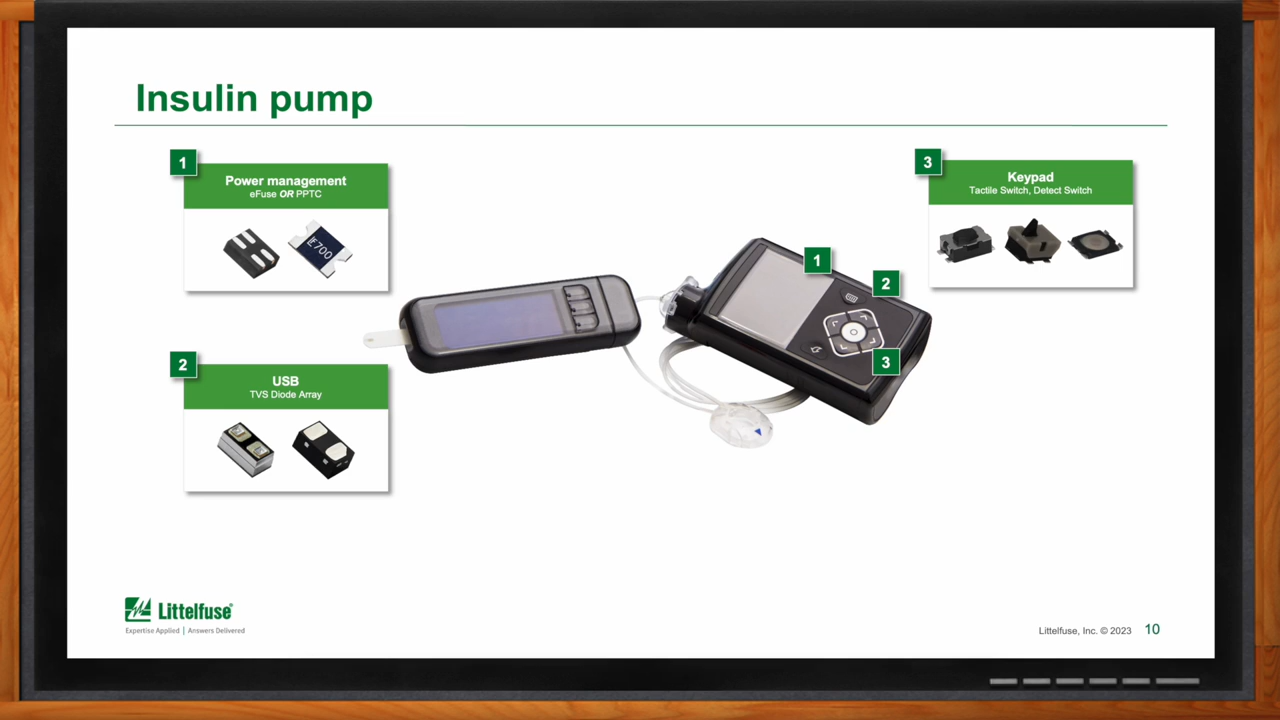 Insulin pump
1
Power management
eFuse OR PPTC
LF700
2
USB
TVS Diode Array
3
Keypad
Tactile Switch, Detect Switch
1
2
3
Littelfuse®
Expertise Applied | Answers Delivered
Littelfuse, Inc. © 2023
10